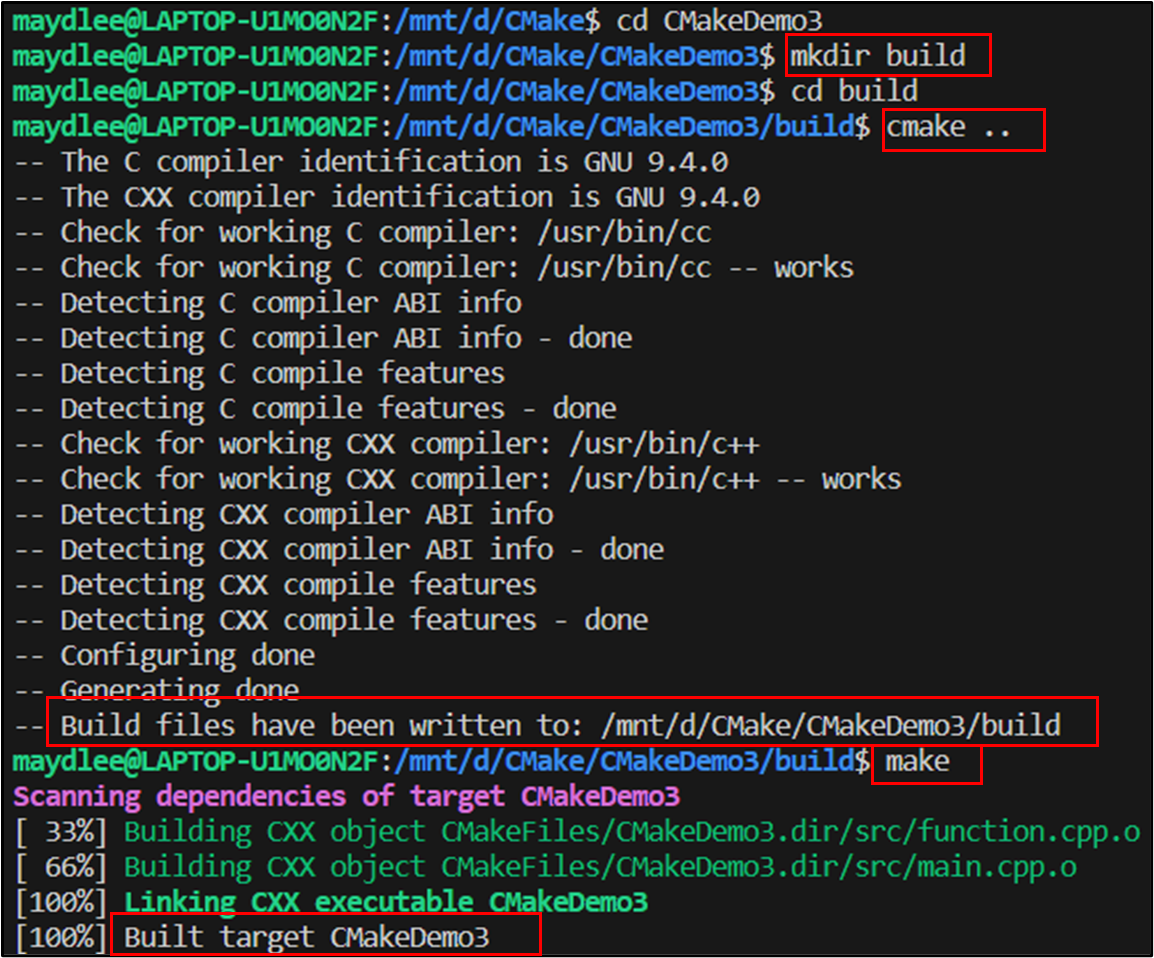 maydlee@LAPTOP-U1MO0N2F:/mnt/d/CMake$ cd CMakeDemo3
maydlee@LAPTOP-U1MO0N2F:/mnt/d/CMake/CMakeDemo3$ mkdir build
maydlee@LAPTOP-U1MO0N2F:/mnt/d/CMake/CMakeDemo3$ cd build
maydlee@LAPTOP-U1MO0N2F:/mnt/d/CMake/CMakeDemo3/build$ cmake ..
-- The C compiler identification is GNU 9.4.0
-- The CXX compiler identification is GNU 9.4.0
-- Check for working C compiler: /usr/bin/cc
-- Check for working C compiler: /usr/bin/cc -- works
-- Detecting C compiler ABI info
-- Detecting C compiler ABI info - done
-- Detecting C compile features
-- Detecting C compile features - done
-- Check for working CXX compiler: /usr/bin/c++
-- Check for working CXX compiler: /usr/bin/c++ -- works
-- Detecting CXX compiler ABI info
-- Detecting CXX compiler ABI info - done
-- Detecting CXX compile features
-- Detecting CXX compile features - done
-- Configuring done
-- Generating done
-- Build files have been written to: /mnt/d/CMake/CMakeDemo3/build
maydlee@LAPTOP-U1MO0N2F:/mnt/d/CMake/CMakeDemo3/build$ make
Scanning dependencies of target CMakeDemo3
[ 33%] Building CXX object CMakeFiles/CMakeDemo3.dir/src/function.cpp.o
[ 66%] Building CXX object CMakeFiles/CMakeDemo3.dir/src/main.cpp.o
[100%] Linking CXX executable CMakeDemo3
[100%] Built target CMakeDemo3